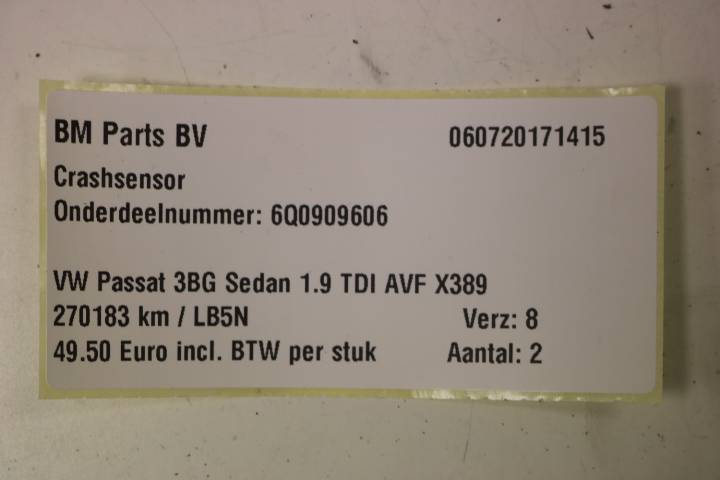 BM Parts BV 060720171415
Crashsensor
Onderdeelnummer: 6Q0909606
VW Passat 3BG Sedan 1.9 TDI AVF X389
270183 km / LB5N Verz: 8
49.50 Euro incl. BTW per stuk Aantal: 2